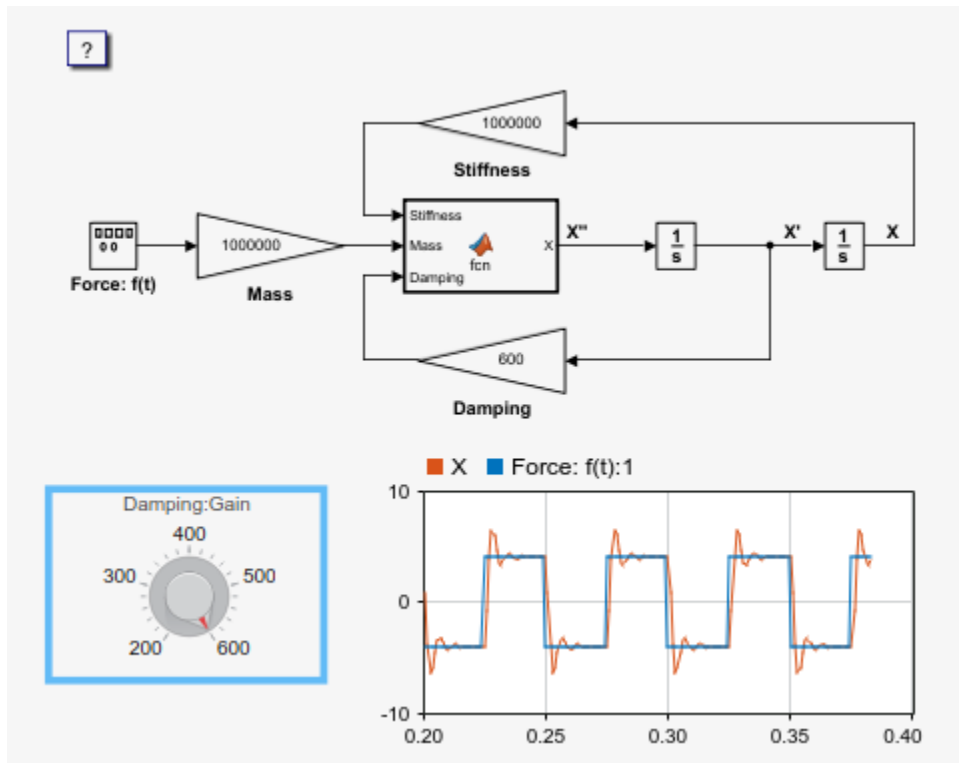 ?
1000000
Stiffness
Force: f(t)
1000000
Mass
Stiffness
Mass
Damping
fcn
X
X''
1
s
X'
1
s
X
600
Damping
Damping:Gain
200
300
400
500
600
X
Force: f(t):1
10
0
-10
0.20
0.25
0.30
0.35
0.40